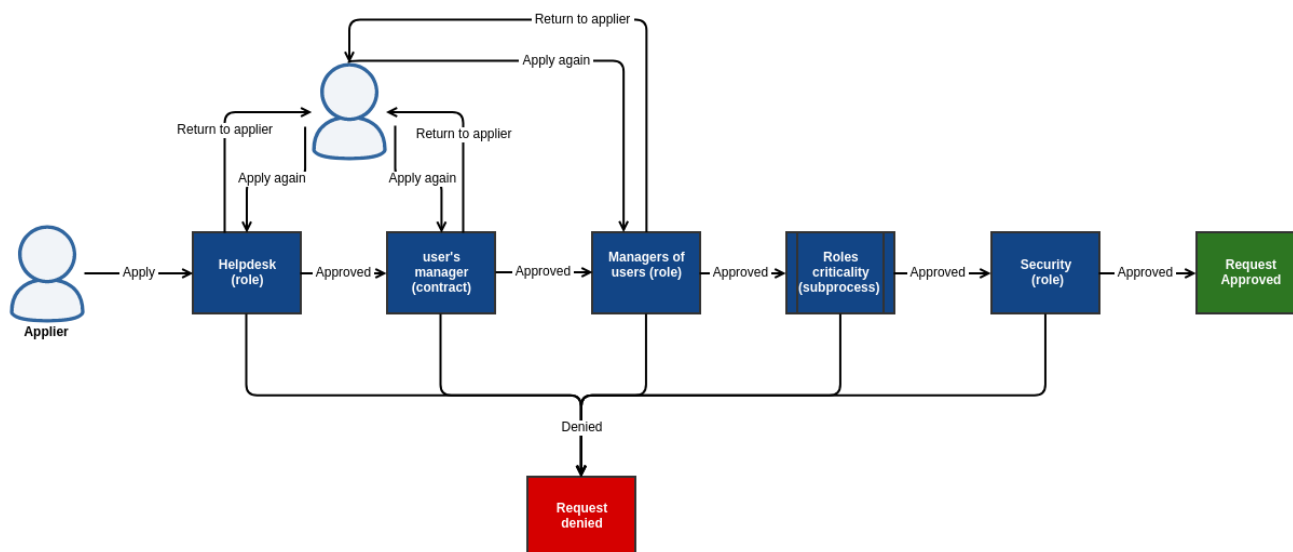 Return to applier
Apply again
Return to applier
Return to applier
Apply again
Apply again
Apply
Helpdesk
(role)
Approved
user's
manager
(contract)
Approved
Managers of
users (role)
Approved
Roles
criticality
(subprocess)
Approved
Security
(role)
Approved
Request
Approved
Applier
Denied
Request
denied